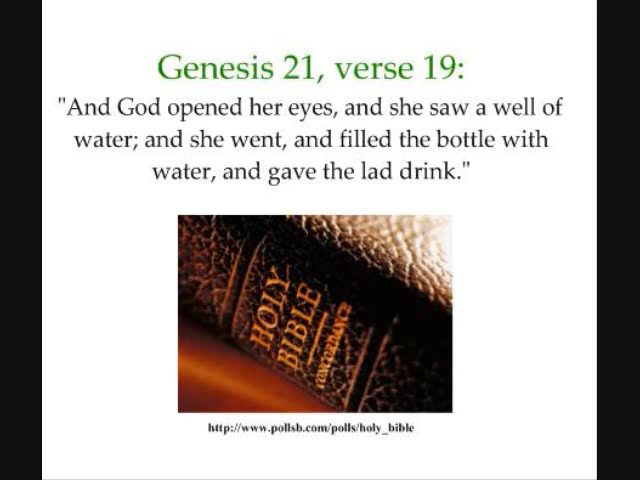 Genesis 21, verse 19:
"And God opened her eyes, and she saw a well of
water; and she went, and filled the bottle with
water, and gave the lad drink."
HOLY
BIBLE
CONCORDANCE
http://www.pollsb.com/polls/holy_bible